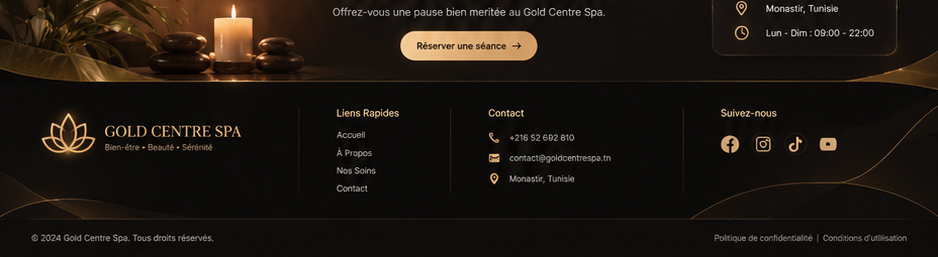 Offrez-vous une pause bien meritée au Gold Centre Spa.
Réserver une séance →
Monastir, Tunisie
Lun - Dim : 09:00 - 22:00
GOLD CENTRE SPA
Bien-être • Beauté • Sérénité
Liens Rapides
Accueil
À Propos
Nos Soins
Contact
Contact
+216 52 692 810
contact@goldcentrespa.tn
Monastir, Tunisie
Suivez-nous
© 2024 Gold Centre Spa. Tous droits réservés.
Politique de confidentialité | Conditions d'utilisation